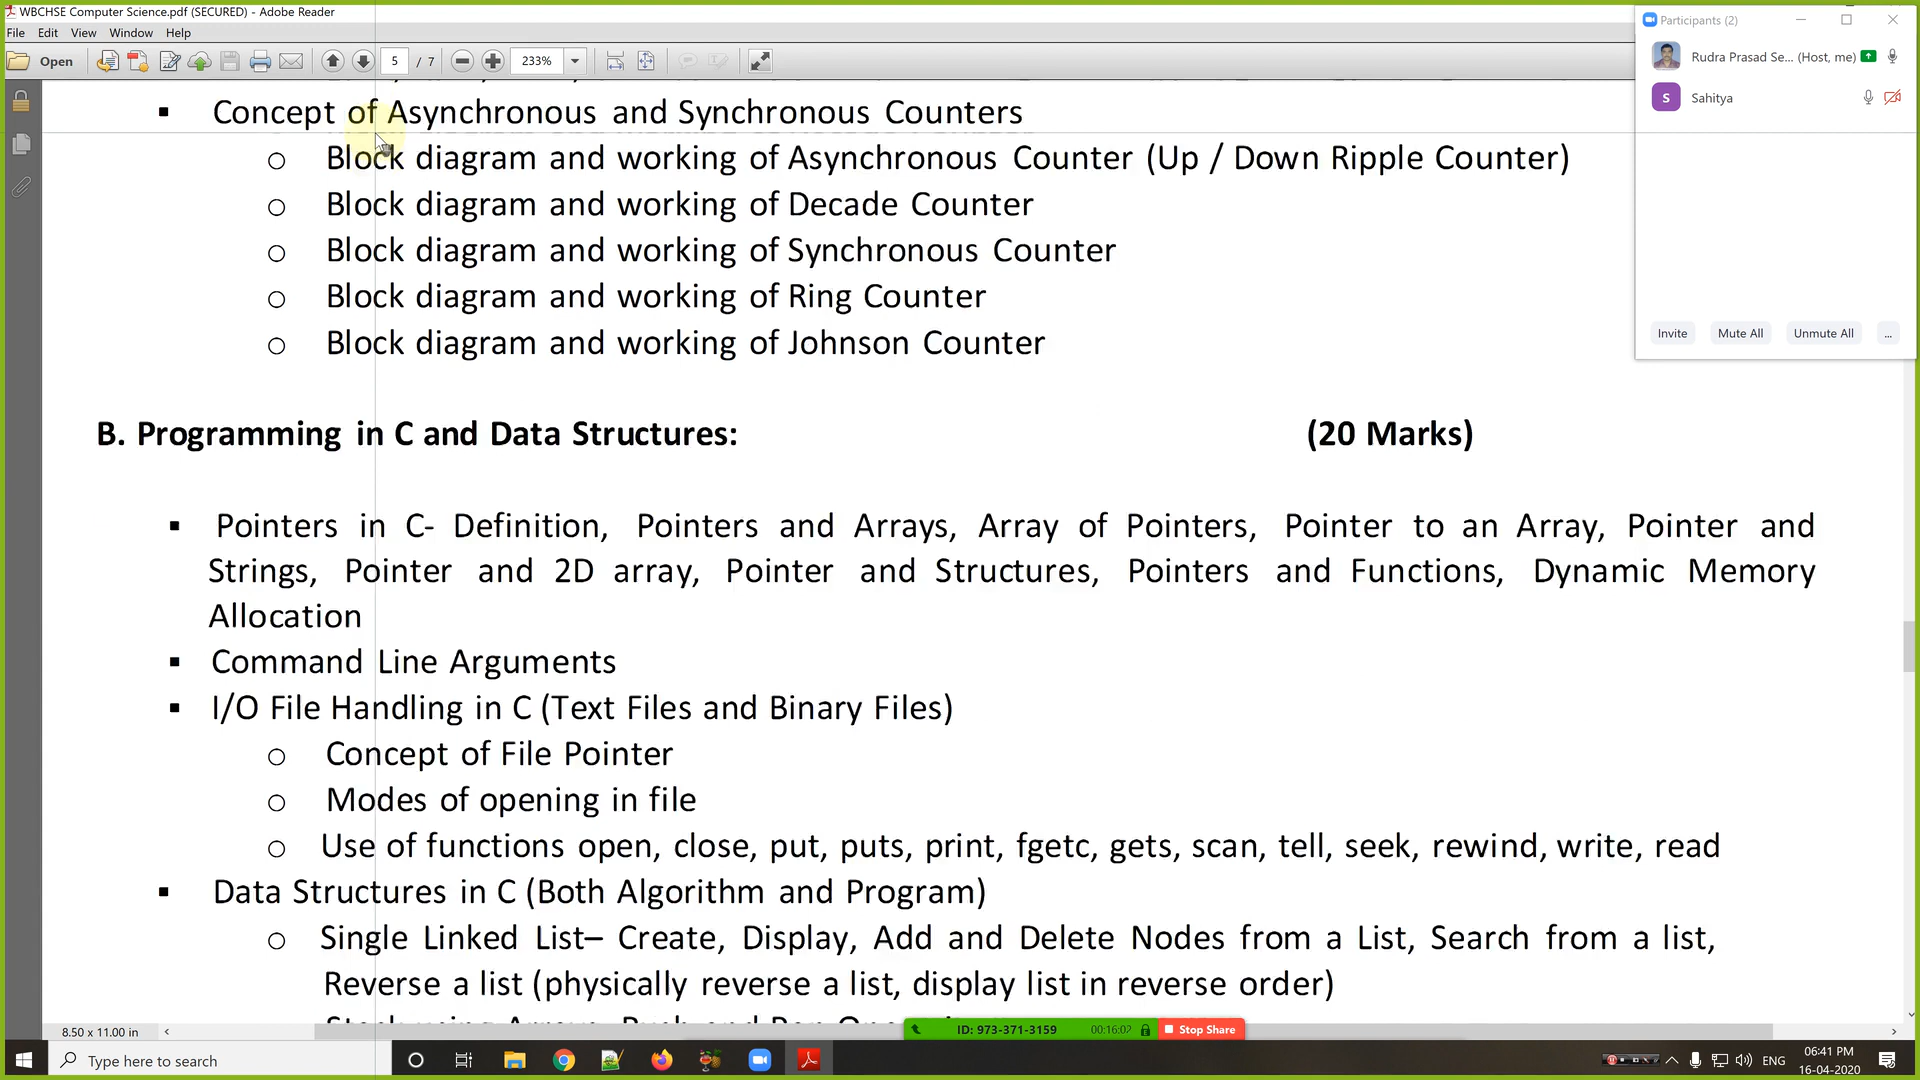 WBCHSE Computer Science.pdf (SECURED) - Adobe Reader
File Edit View Window Help
Open 5 / 7 233%
Participants (2)
Rudra Prasad Se... (Host, me)
S Sahitya
Invite Mute All Unmute All ...
Concept of Asynchronous and Synchronous Counters
Block diagram and working of Asynchronous Counter (Up / Down Ripple Counter)
Block diagram and working of Decade Counter
Block diagram and working of Synchronous Counter
Block diagram and working of Ring Counter
Block diagram and working of Johnson Counter
B. Programming in C and Data Structures: (20 Marks)
Pointers in C- Definition, Pointers and Arrays, Array of Pointers, Pointer to an Array, Pointer and
Strings, Pointer and 2D array, Pointer and Structures, Pointers and Functions, Dynamic Memory
Allocation
Command Line Arguments
I/O File Handling in C (Text Files and Binary Files)
Concept of File Pointer
Modes of opening in file
Use of functions open, close, put, puts, print, fgetc, gets, scan, tell, seek, rewind, write, read
Data Structures in C (Both Algorithm and Program)
Single Linked List– Create, Display, Add and Delete Nodes from a List, Search from a list,
Reverse a list (physically reverse a list, display list in reverse order)
8.50 x 11.00 in
ID: 973-371-3159 00:16:02 Stop Share
Type here to search
ENG
06:41 PM
16-04-2020